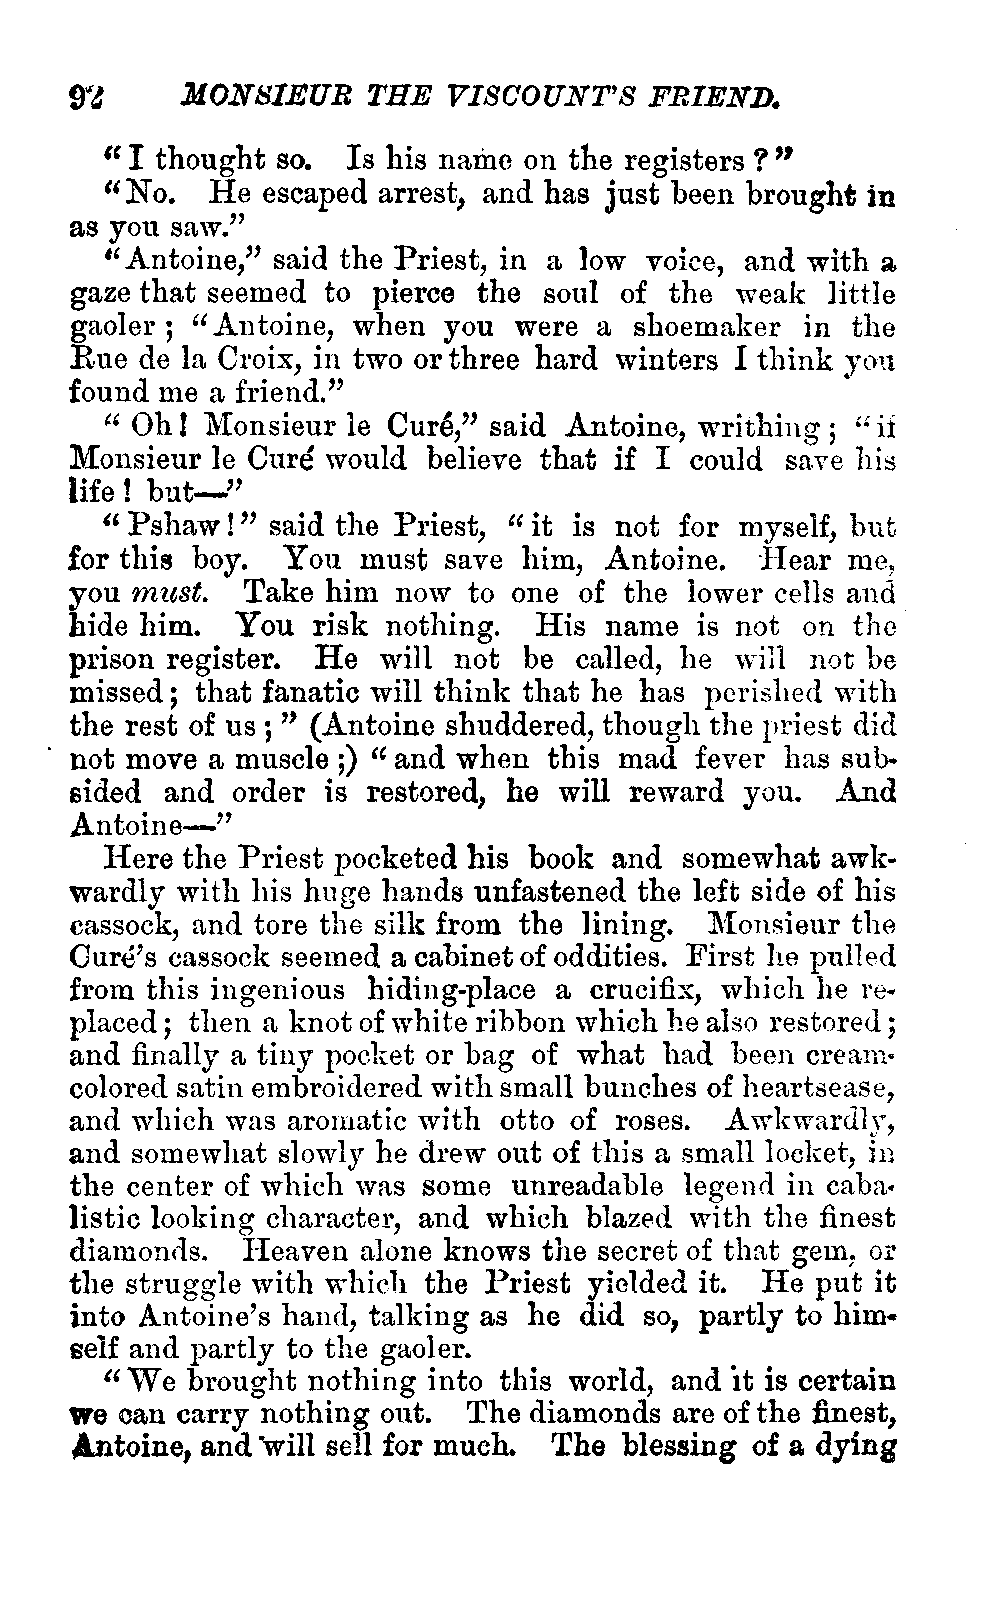 92 MONSIEUR THE VISCOUNT'S FRIEND.
"I thought so. Is his name on the registers?"
"No. He escaped arrest, and has just been brought in
as you saw."
"Antoine," said the Priest, in a low voice, and with a
gaze that seemed to pierce the soul of the weak little
gaoler; "Antoine, when you were a shoemaker in the
Rue de la Croix, in two or three hard winters I think you
found me a friend."
"Oh! Monsieur le Curé," said Antoine, writhing; "if
Monsieur le Curé would believe that if I could save his
life! but—"
"Pshaw!" said the Priest, "it is not for myself, but
for this boy. You must save him, Antoine. Hear me,
you must. Take him now to one of the lower cells and
hide him. You risk nothing. His name is not on the
prison register. He will not be called, he will not be
missed; that fanatic will think that he has perished with
the rest of us;" (Antoine shuddered, though the priest did
not move a muscle;) "and when this mad fever has sub-
sided and order is restored, he will reward you. And
Antoine—"
Here the Priest pocketed his book and somewhat awk-
wardly with his huge hands unfastened the left side of his
cassock, and tore the silk from the lining. Monsieur the
Curé's cassock seemed a cabinet of oddities. First he pulled
from this ingenious hiding-place a crucifix, which he re-
placed; then a knot of white ribbon which he also restored;
and finally a tiny pocket or bag of what had been cream-
colored satin embroidered with small bunches of heartsease,
and which was aromatic with otto of roses. Awkwardly,
and somewhat slowly he drew out of this a small locket, in
the center of which was some unreadable legend in caba-
listic looking character, and which blazed with the finest
diamonds. Heaven alone knows the secret of that gem, or
the struggle with which the Priest yielded it. He put it
into Antoine's hand, talking as he did so, partly to him-
self and partly to the gaoler.
"We brought nothing into this world, and it is certain
we can carry nothing out. The diamonds are of the finest,
Antoine, and will sell for much. The blessing of a dying